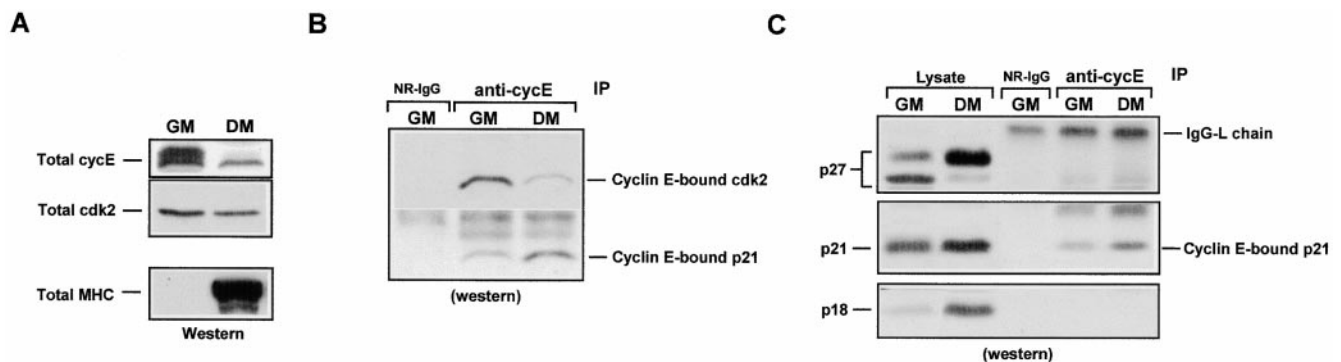 A
GM DM
Total cycE
Total cdk2
Total MHC
Western
B
NR-IgG anti-cycE IP
GM GM DM
Cyclin E-bound cdk2
Cyclin E-bound p21
(western)
C
Lysate NR-IgG anti-cycE IP
GM DM GM GM DM
IgG-L chain
p27
p21
Cyclin E-bound p21
p18
(western)